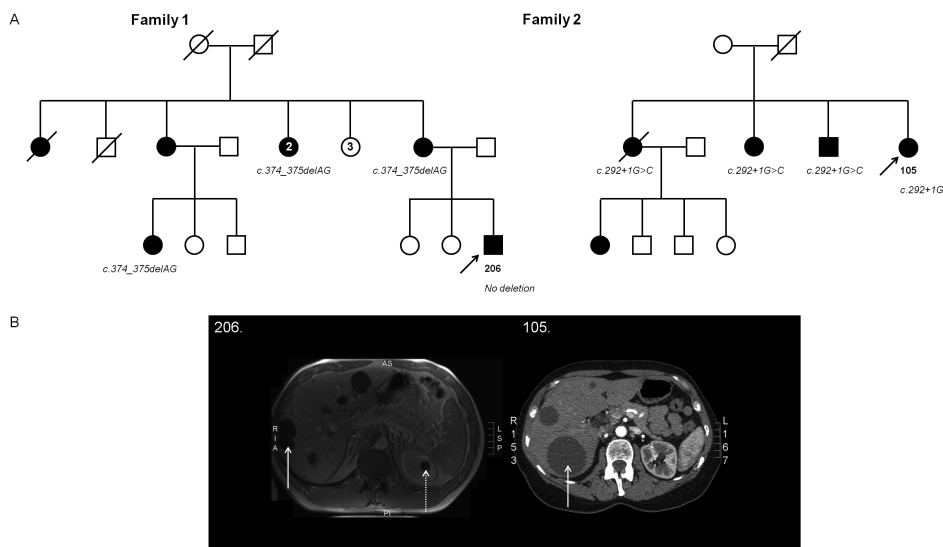 A
Family 1
Family 2
2
3
c.374_375delAG
c.374_375delAG
c.292+1G>C
c.292+1G>C
c.292+1G>C
105
c.292+1G
c.374_375delAG
206
No deletion
B
206.
105.
AS
R I A
L S P
PI
R 1 5 3
L 1 6 7